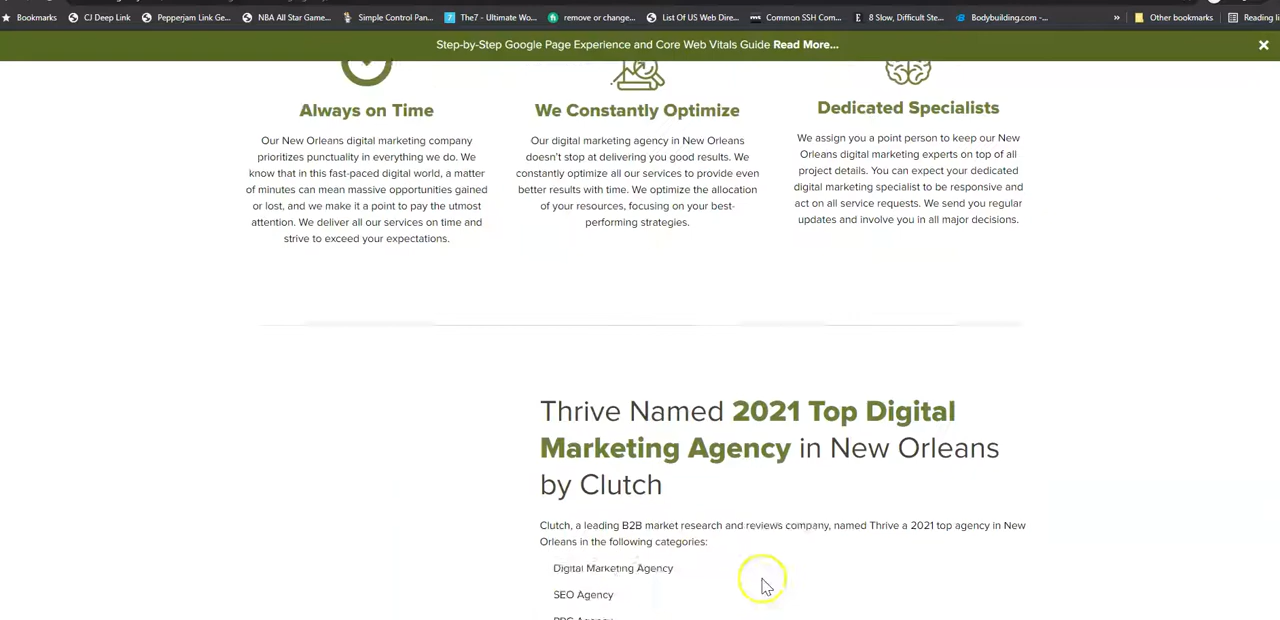 Bookmarks CJ Deep Link Pepperjam Link Ge... NBA All Star Game... Simple Control Pan... The7 - Ultimate Wo... remove or change... List Of US Web Dire... Common SSH Com... 8 Slow, Difficult Ste... Bodybuilding.com -... » Other bookmarks Reading li
Step-by-Step Google Page Experience and Core Web Vitals Guide Read More...
Always on Time
Our New Orleans digital marketing company
prioritizes punctuality in everything we do. We
know that in this fast-paced digital world, a matter
of minutes can mean massive opportunities gained
or lost, and we make it a point to pay the utmost
attention. We deliver all our services on time and
strive to exceed your expectations.
We Constantly Optimize
Our digital marketing agency in New Orleans
doesn't stop at delivering you good results. We
constantly optimize all our services to provide even
better results with time. We optimize the allocation
of your resources, focusing on your best-
performing strategies.
Dedicated Specialists
We assign you a point person to keep our New
Orleans digital marketing experts on top of all
project details. You can expect your dedicated
digital marketing specialist to be responsive and
act on all service requests. We send you regular
updates and involve you in all major decisions.
Thrive Named 2021 Top Digital
Marketing Agency in New Orleans
by Clutch
Clutch, a leading B2B market research and reviews company, named Thrive a 2021 top agency in New
Orleans in the following categories:
Digital Marketing Agency
SEO Agency